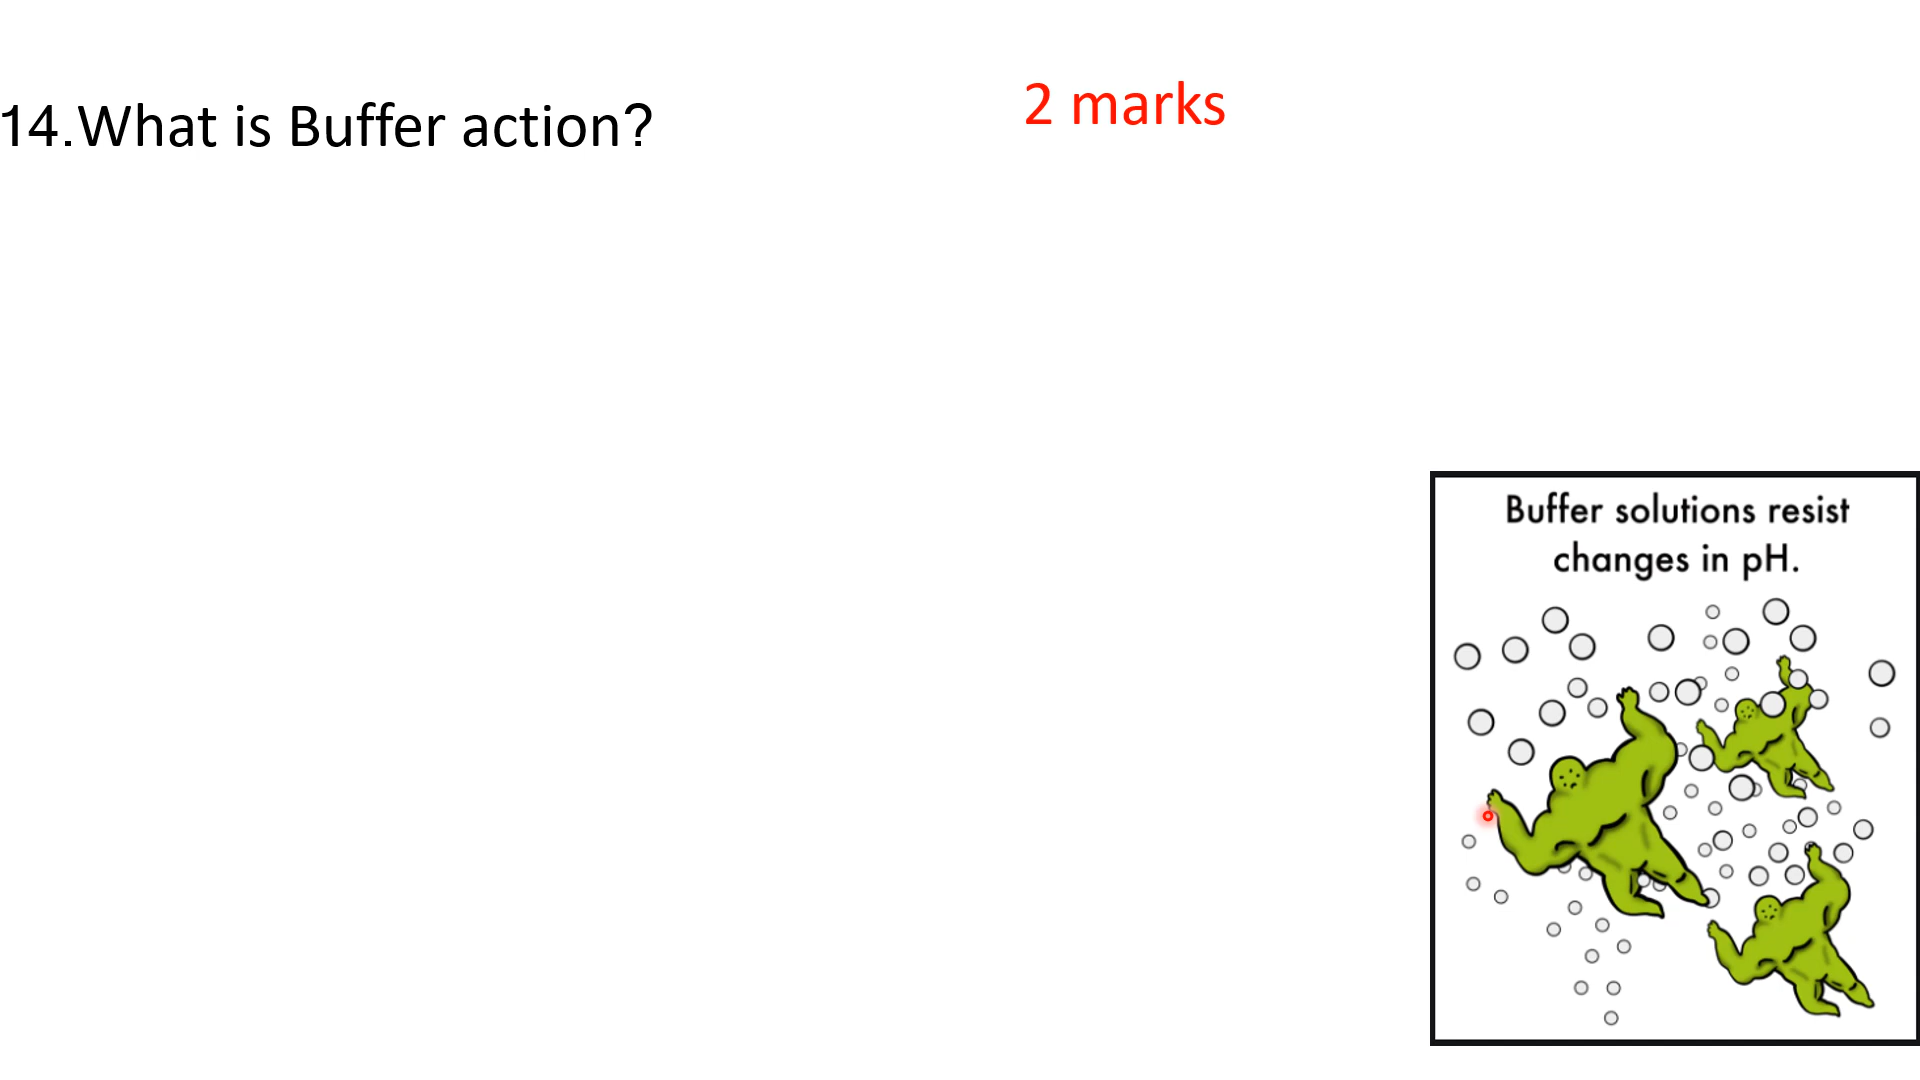 14.What is Buffer action?
2 marks
Buffer solutions resist
changes in pH.